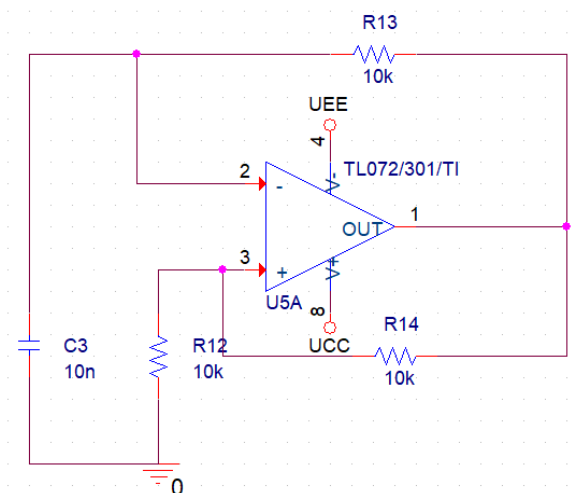 R13
10k
UEE
4
TL072/301/TI
V-
2
-
1
OUT
3
+
V+
U5A
8
UCC
R14
10k
C3
10n
R12
10k
0